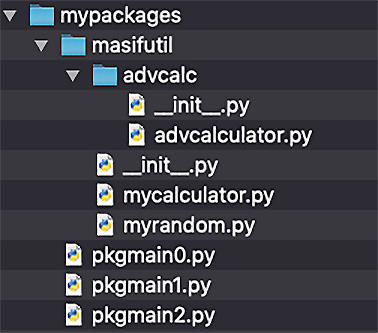 mypackages
masifutil
advcalc
__init__.py
advcalculator.py
__init__.py
mycalculator.py
myrandom.py
pkgmain0.py
pkgmain1.py
pkgmain2.py